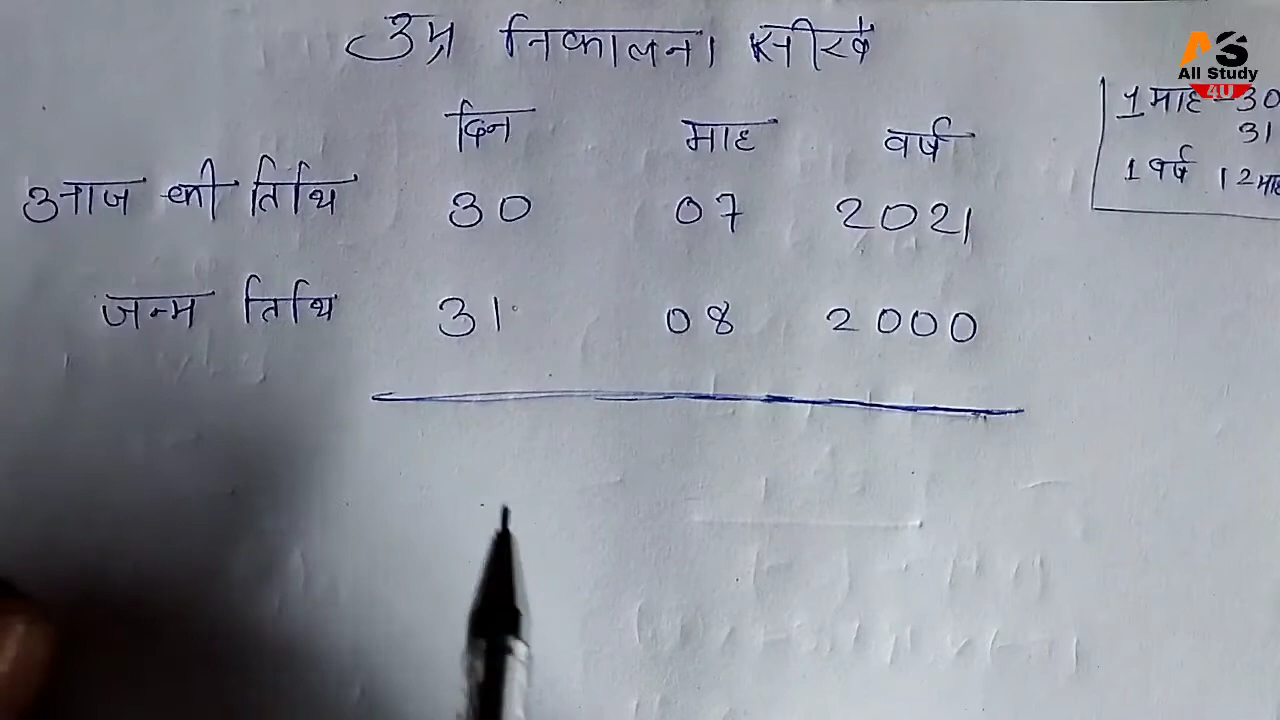 उम्र निकालना सीखें
दिन माह वर्ष
आज की तिथि 30 07 2021
जन्म तिथि 31 08 2000
1 माह - 30
31
1 वर्ष 12 माह
AS
All Study
4U